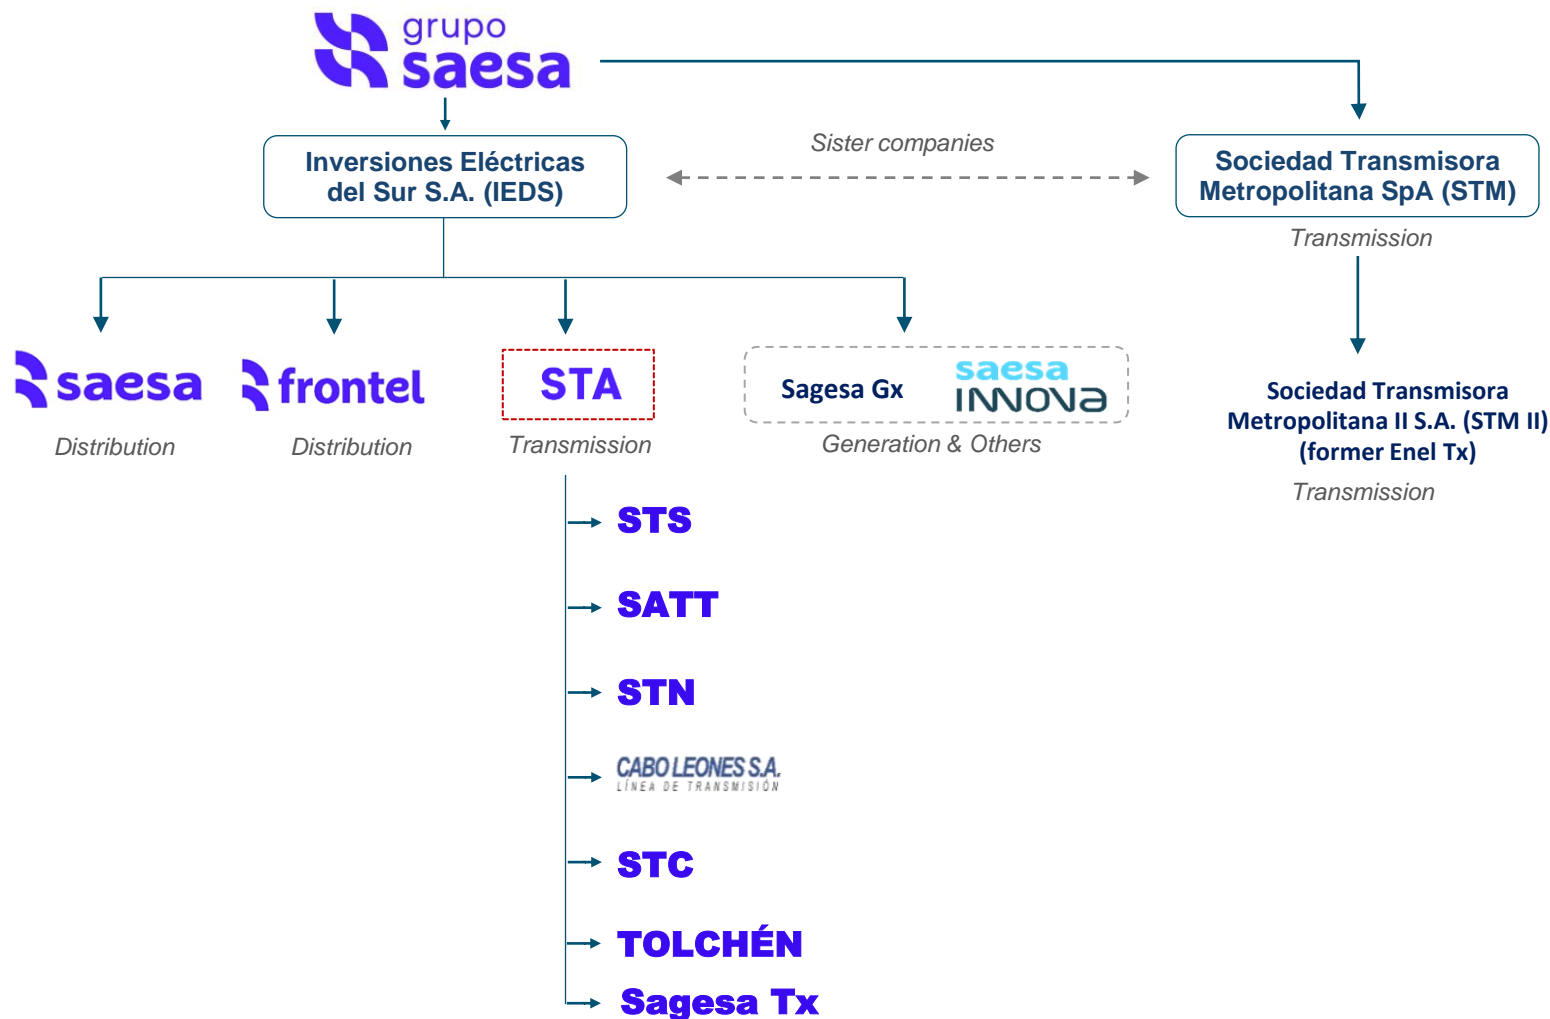 grupo
saesa
Inversiones Eléctricas
del Sur S.A. (IEDS)
Sister companies
Sociedad Transmisora
Metropolitana SpA (STM)
Transmission
saesa
Distribution
frontel
Distribution
STA
Transmission
Sagesa Gx
saesa
INNOVA
Generation & Others
Sociedad Transmisora
Metropolitana II S.A. (STM II)
(former Enel Tx)
Transmission
STS
SATT
STN
CABO LEONES S.A.
LÍNEA DE TRANSMISIÓN
STC
TOLCHÉN
Sagesa Tx